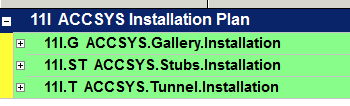 11I ACCSYS Installation Plan
11I.G ACCSYS.Gallery.Installation
11I.ST ACCSYS.Stubs.Installation
11I.T ACCSYS.Tunnel.Installation